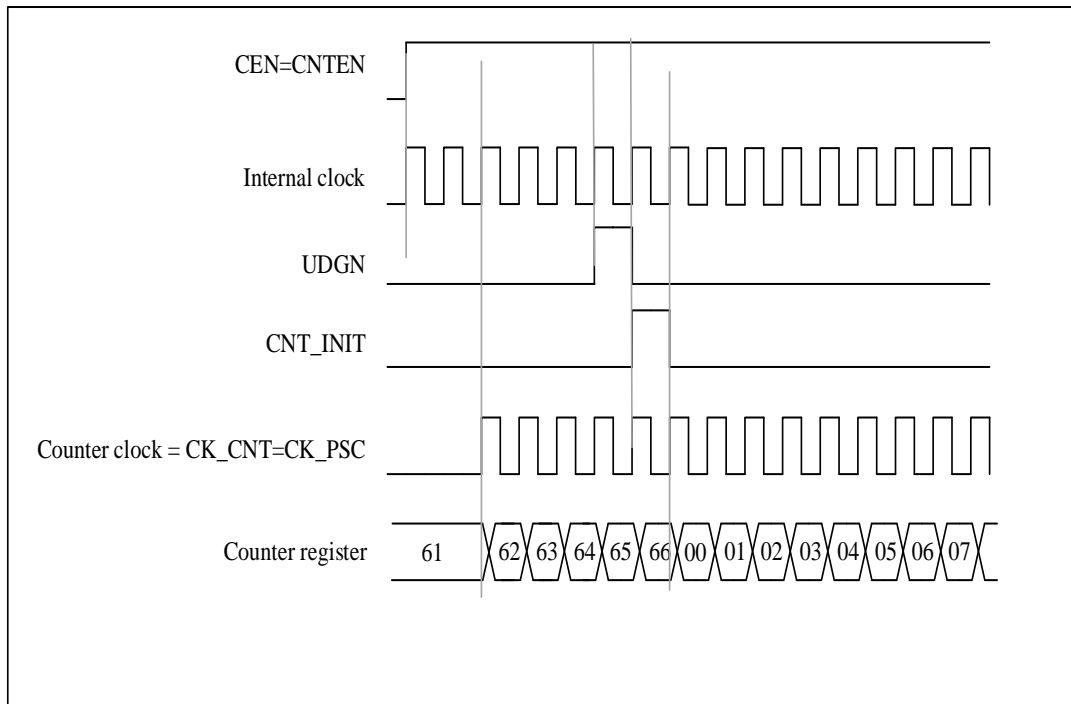 CEN=CNTEN
Internal clock
UDGN
CNT_INIT
Counter clock = CK_CNT=CK_PSC
Counter register 61 62 63 64 65 66 00 01 02 03 04 05 06 07